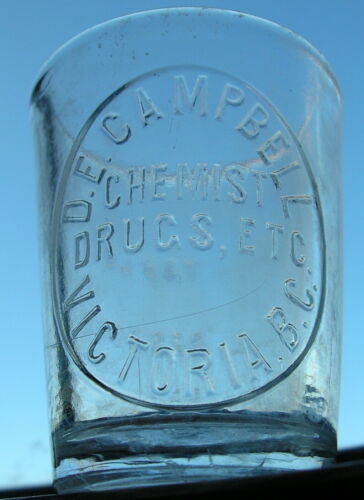 D.E. CAMPBELL
CHEMIST
DRUGS, ETC
VICTORIA. B.C.